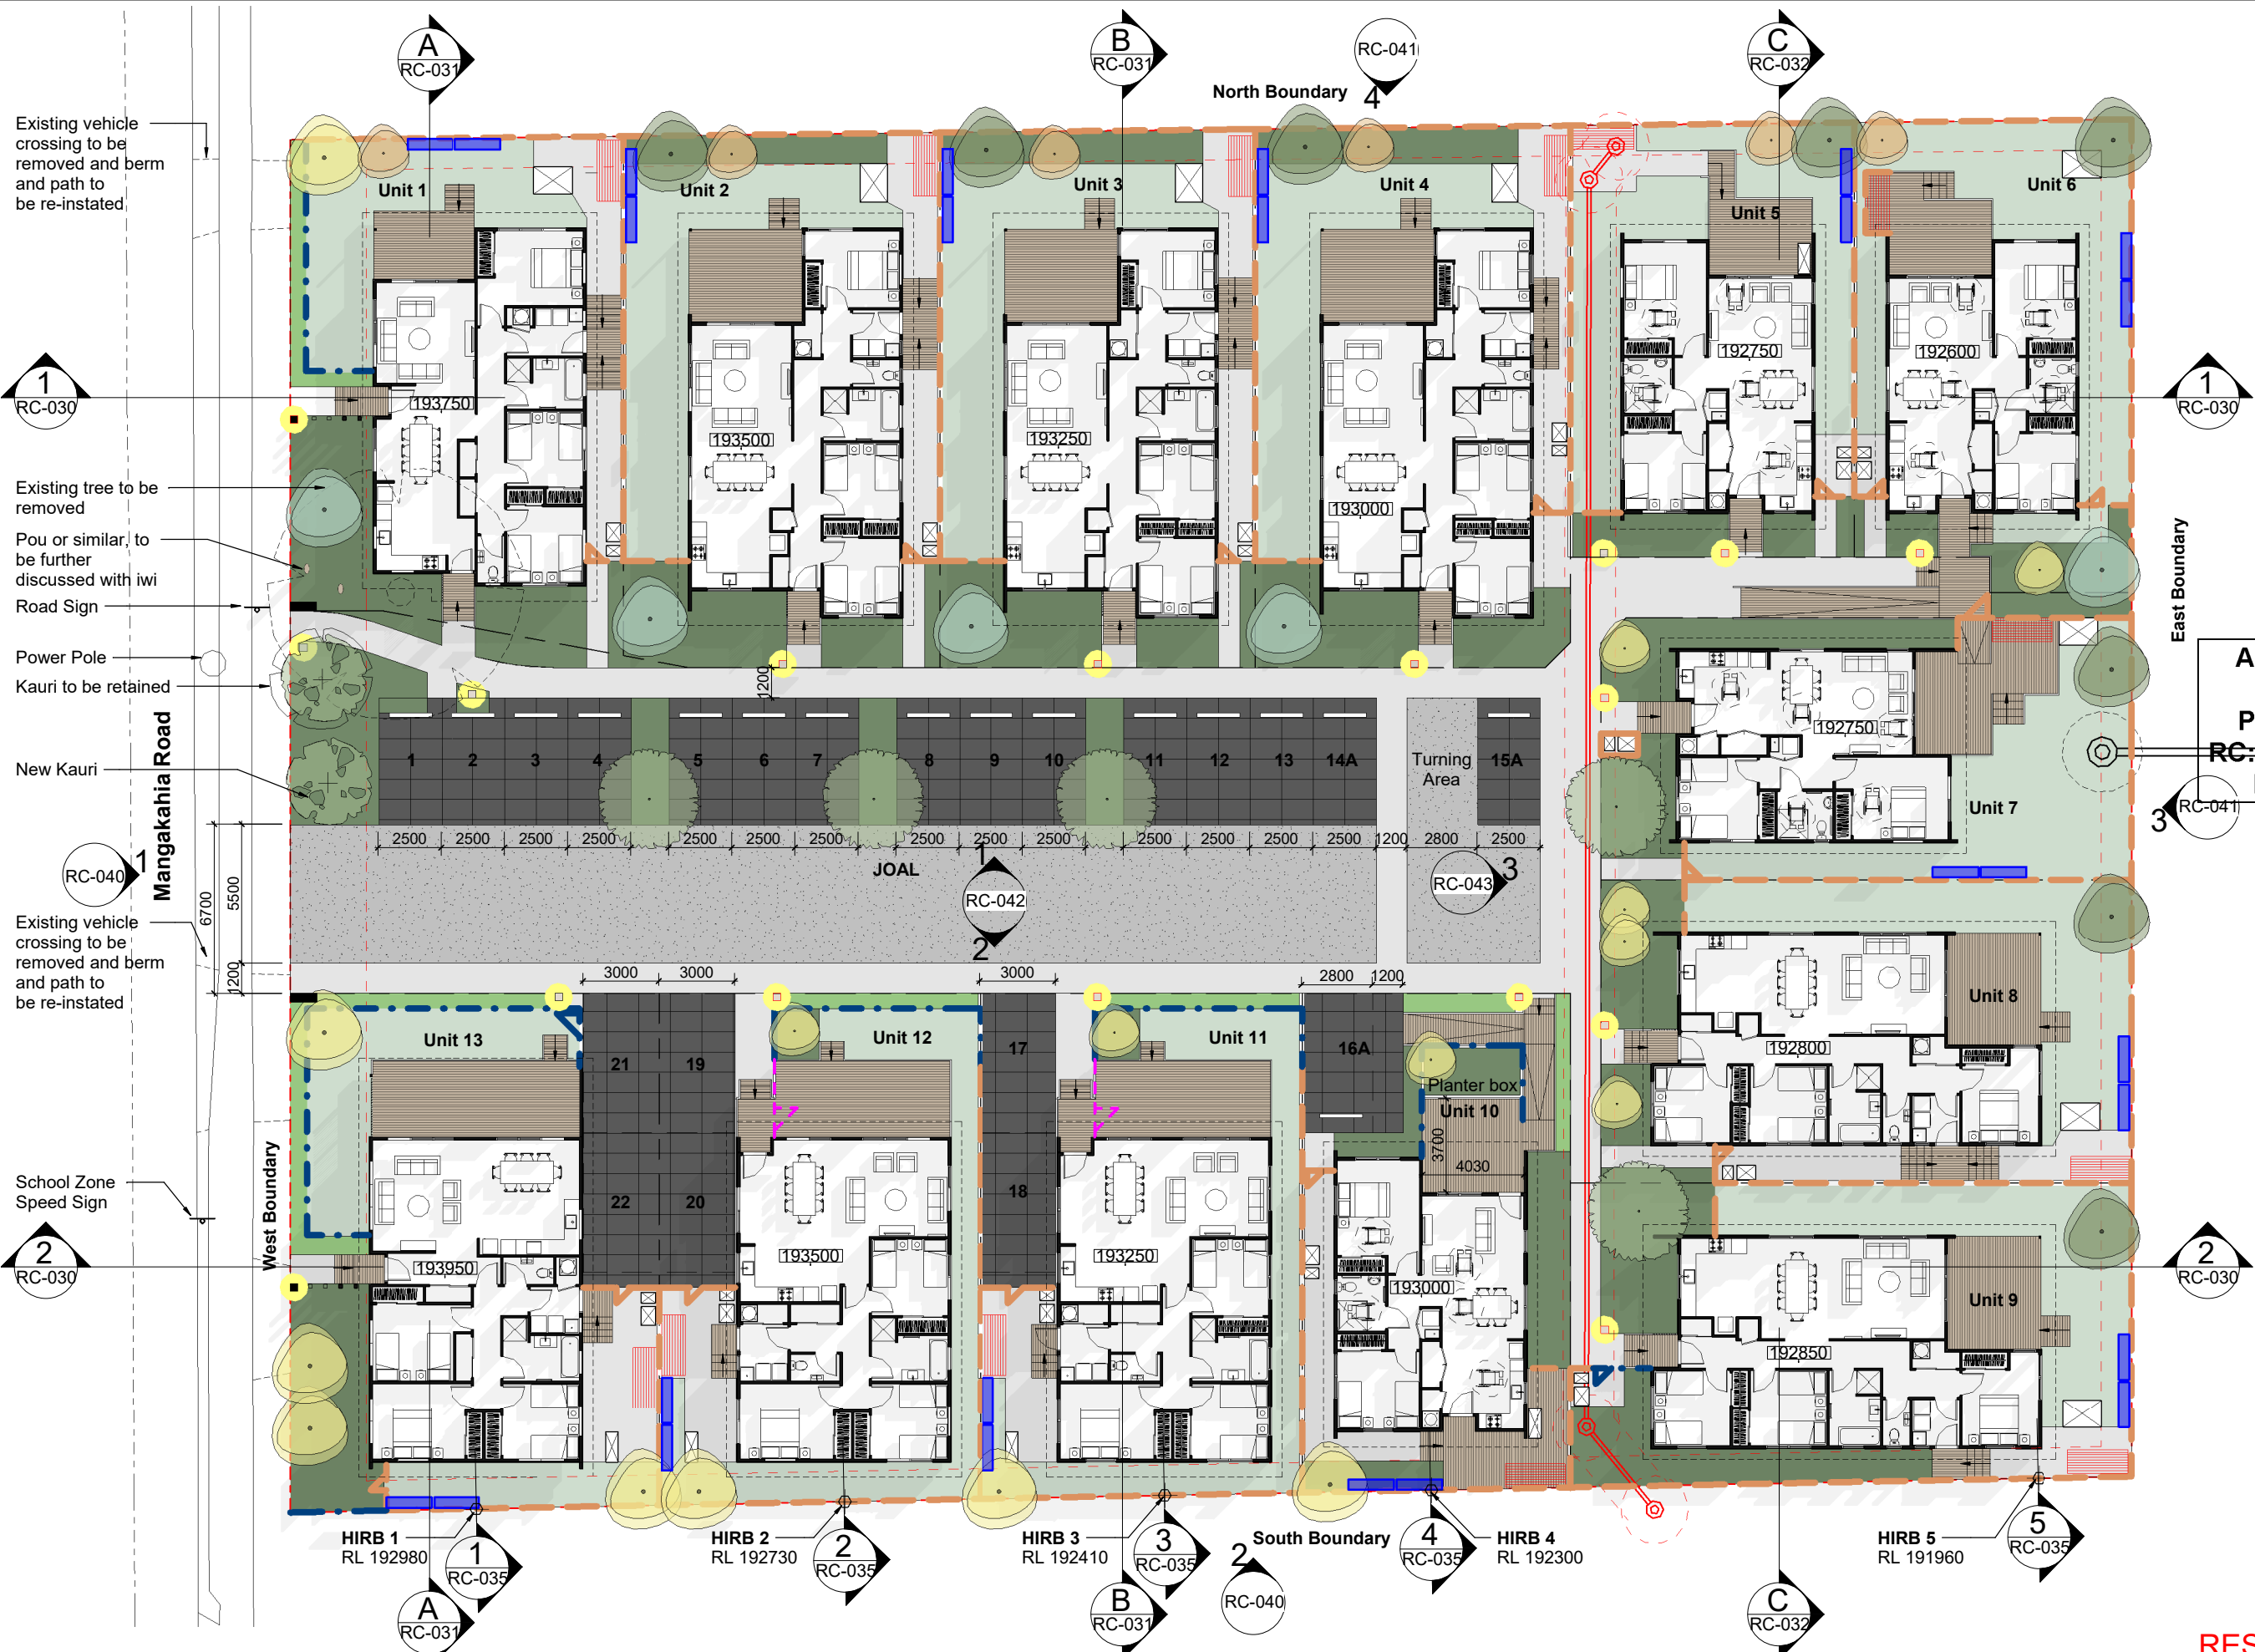 A
RC-031
B
RC-031
RC-041
4
C
RC-032
North Boundary
Existing vehicle
crossing to be
removed and berm
and path to
be re-instated
Unit 1
Unit 2
Unit 3
Unit 4
Unit 5
Unit 6
1
RC-030
193750
193500
193250
193000
192750
192600
1
RC-030
Existing tree to be
removed
Pou or similar, to
be further
discussed with iwi
Road Sign
Power Pole
Kauri to be retained
New Kauri
Mangakahia Road
East Boundary
1200
1
2
3
4
5
6
7
8
9
10
11
12
13
14A
Turning
Area
15A
192750
Unit 7
A
P
RC:
3
RC-041
2500
2500
2500
2500
2500
2500
2500
2500
2500
2500
2500
2500
2500
2500
1200
2800
2500
RC-040
1
JOAL
1
RC-042
2
RC-043
3
6700
5500
1200
Existing vehicle
crossing to be
removed and berm
and path to
be re-instated
3000
3000
3000
2800
1200
Unit 13
21
19
Unit 12
17
Unit 11
16A
Planter box
Unit 10
3700
4030
Unit 8
192800
School Zone
Speed Sign
West Boundary
22
20
18
2
RC-030
193950
193500
193250
193000
Unit 9
192850
2
RC-030
HIRB 1
RL 192980
1
RC-035
HIRB 2
RL 192730
2
RC-035
HIRB 3
RL 192410
3
RC-035
South Boundary
2
RC-040
4
RC-035
HIRB 4
RL 192300
HIRB 5
RL 191960
5
RC-035
A
RC-031
B
RC-031
C
RC-032
RES